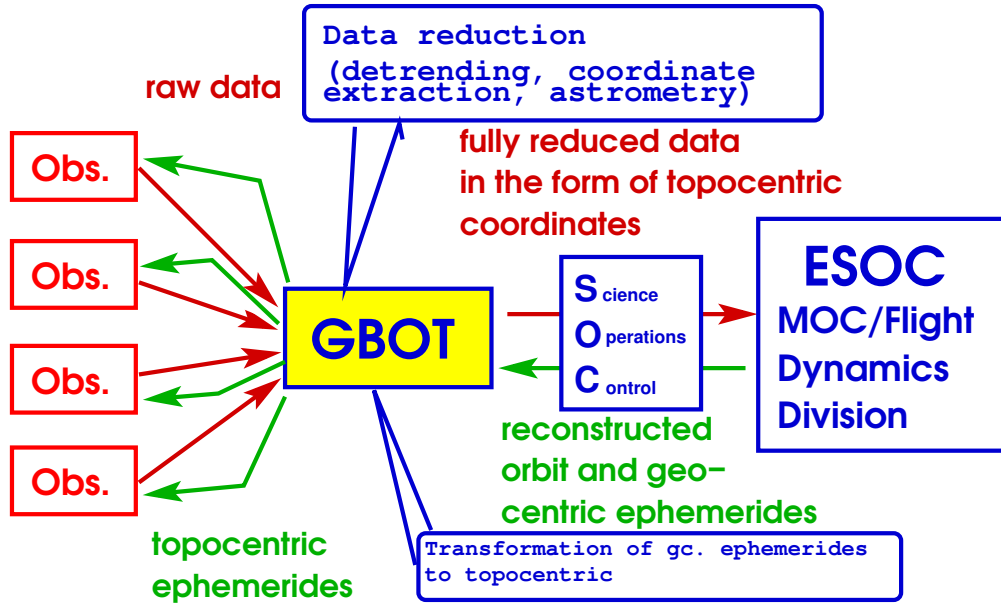 Data reduction
(detrending, coordinate
extraction, astrometry)
raw data
fully reduced data
in the form of topocentric
coordinates
Obs.
Obs.
Obs.
Obs.
GBOT
Science
Operations
Control
ESOC
MOC/Flight
Dynamics
Division
reconstructed
orbit and geo-
centric ephemerides
topocentric
ephemerides
Transformation of gc. ephemerides
to topocentric